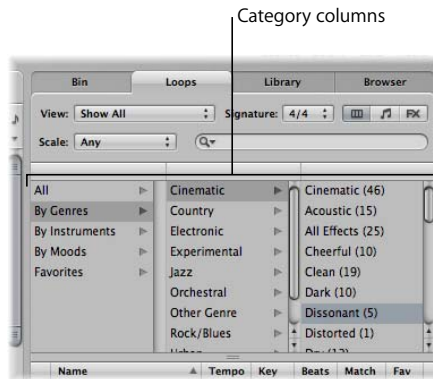 Category columns
Bin Loops Library Browser
View: Show All Signature: 4/4 FX
Scale: Any
All Cinematic Cinematic (46)
By Genres Country Acoustic (15)
By Instruments Electronic All Effects (25)
By Moods Experimental Cheerful (10)
Favorites Jazz Clean (19)
Orchestral Dark (10)
Other Genre Dissonant (5)
Rock/Blues Distorted (1)
Name Tempo Key Beats Match Fav